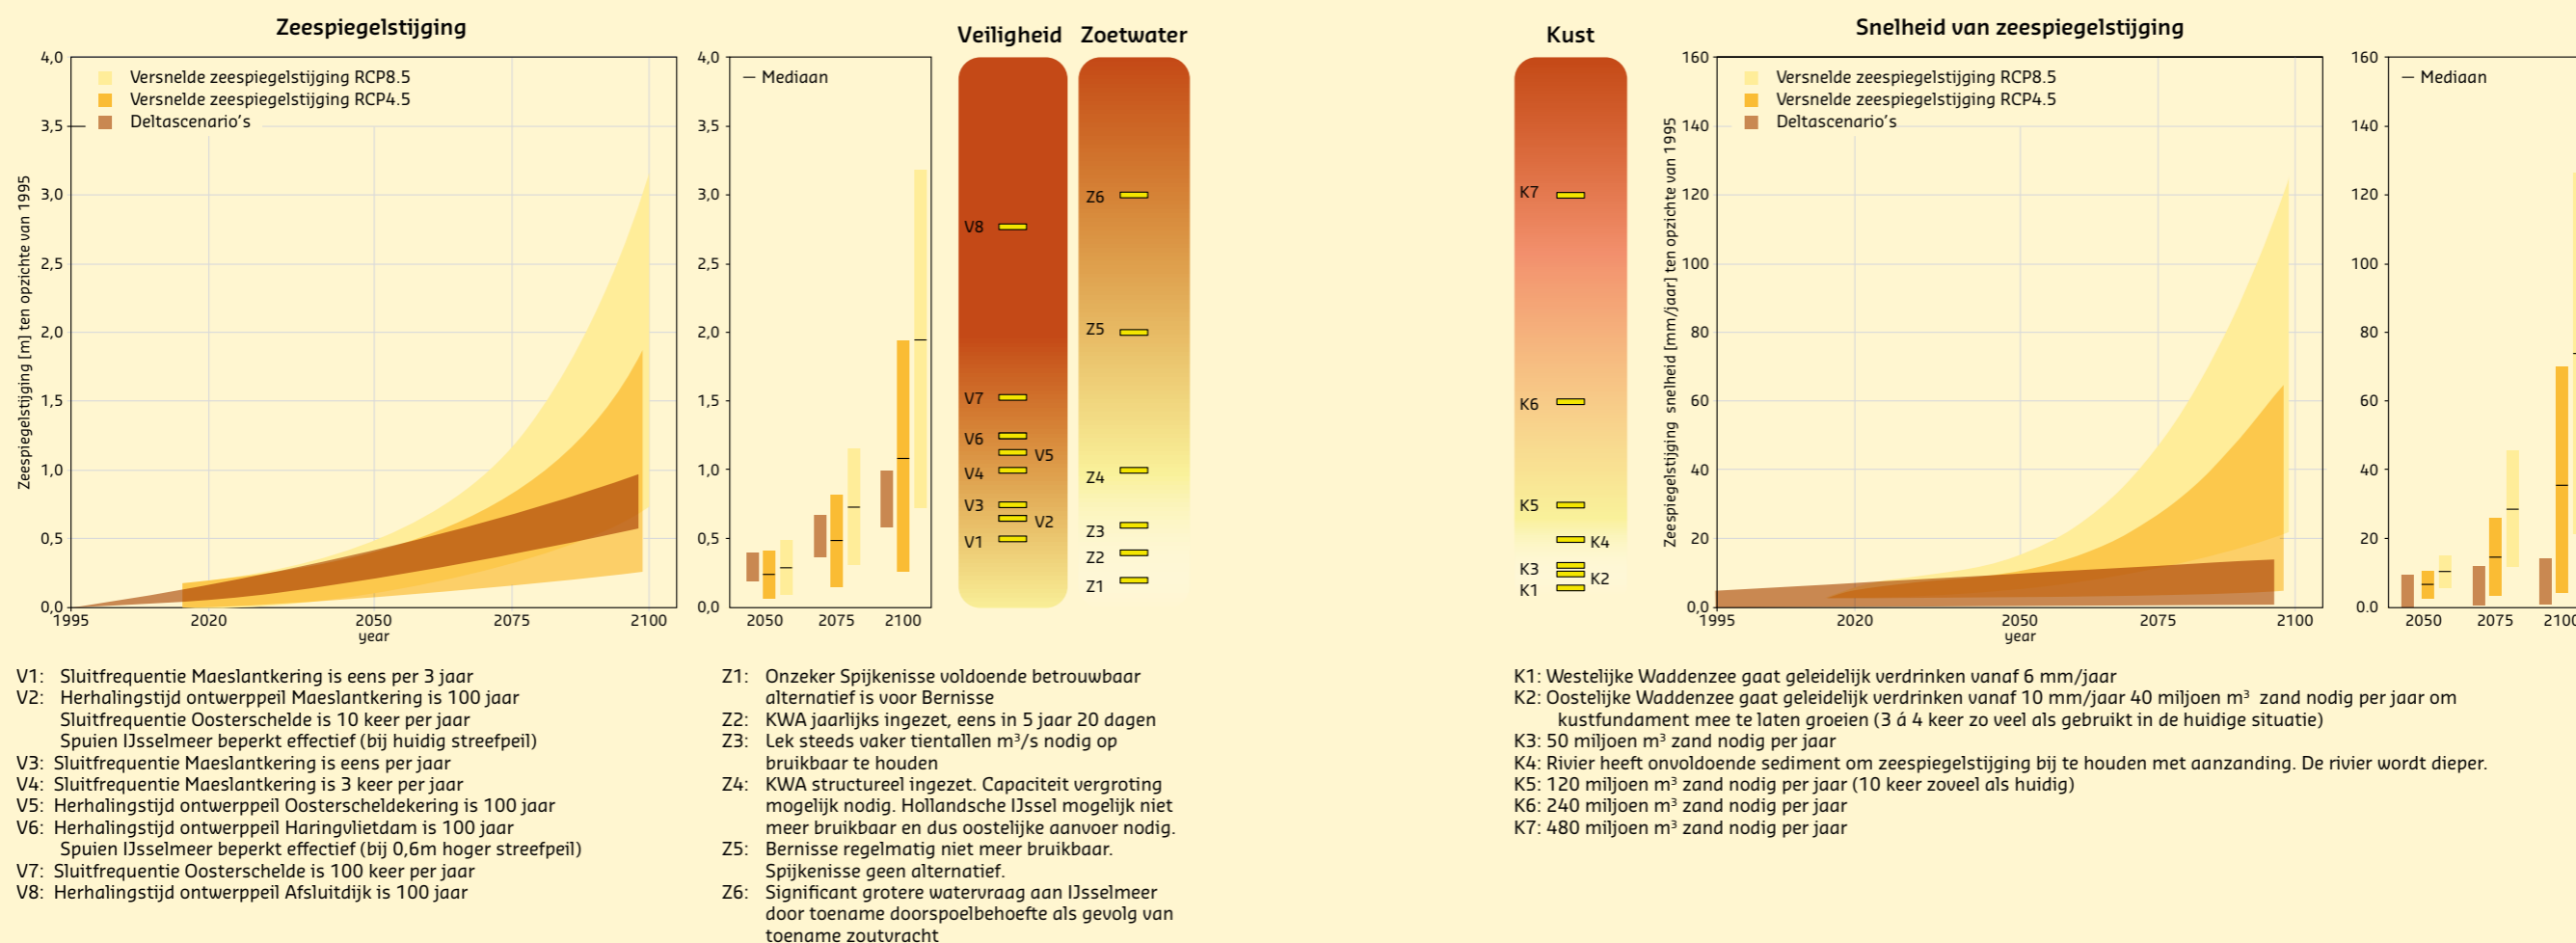 Zeespiegelstijging
Veiligheid
Zoetwater
Kust
Snelheid van zeespiegelstijging
Zeespiegelstijging [m] ten opzichte van 1995
4,0
3,5
3,0
2,5
2,0
1,5
1,0
0,5
0,0
Versnelde zeespiegelstijging RCP8.5
Versnelde zeespiegelstijging RCP4.5
Deltascenario's
1995 2020 2050 2075 2100
year
4,0
3,5
3,0
2,5
2,0
1,5
1,0
0,5
0,0
— Mediaan
2050 2075 2100
V8
V7
V6
V5
V4
V3
V2
V1
Z6
Z5
Z4
Z3
Z2
Z1
K7
K6
K5
K4
K3
K2
K1
Zeespiegelstijging snelheid [mm/jaar] ten opzichte van 1995
160
140
120
100
80
60
40
20
0,0
Versnelde zeespiegelstijging RCP8.5
Versnelde zeespiegelstijging RCP4.5
Deltascenario's
1995 2020 2050 2075 2100
year
160
140
120
100
80
60
40
20
0.0
— Mediaan
2050 2075 2100
V1: Sluitfrequentie Maeslantkering is eens per 3 jaar
V2: Herhalingstijd ontwerppeil Maeslantkering is 100 jaar
Sluitfrequentie Oosterschelde is 10 keer per jaar
Spuien IJsselmeer beperkt effectief (bij huidig streefpeil)
V3: Sluitfrequentie Maeslantkering is eens per jaar
V4: Sluitfrequentie Maeslantkering is 3 keer per jaar
V5: Herhalingstijd ontwerppeil Oosterscheldekering is 100 jaar
V6: Herhalingstijd ontwerppeil Haringvlietdam is 100 jaar
Spuien IJsselmeer beperkt effectief (bij 0,6m hoger streefpeil)
V7: Sluitfrequentie Oosterschelde is 100 keer per jaar
V8: Herhalingstijd ontwerppeil Afsluitdijk is 100 jaar
Z1: Onzeker Spijkenisse voldoende betrouwbaar
alternatief is voor Bernisse
Z2: KWA jaarlijks ingezet, eens in 5 jaar 20 dagen
Z3: Lek steeds vaker tientallen m³/s nodig op
bruikbaar te houden
Z4: KWA structureel ingezet. Capaciteit vergroting
mogelijk nodig. Hollandsche IJssel mogelijk niet
meer bruikbaar en dus oostelijke aanvoer nodig.
Z5: Bernisse regelmatig niet meer bruikbaar.
Spijkenisse geen alternatief.
Z6: Significant grotere watervraag aan IJsselmeer
door toename doorspoelbehoefte als gevolg van
toename zoutvracht
K1: Westelijke Waddenzee gaat geleidelijk verdrinken vanaf 6 mm/jaar
K2: Oostelijke Waddenzee gaat geleidelijk verdrinken vanaf 10 mm/jaar 40 miljoen m³ zand nodig per jaar om
kustfundament mee te laten groeien (3 á 4 keer zo veel als gebruikt in de huidige situatie)
K3: 50 miljoen m³ zand nodig per jaar
K4: Rivier heeft onvoldoende sediment om zeespiegelstijging bij te houden met aanzanding. De rivier wordt dieper.
K5: 120 miljoen m³ zand nodig per jaar (10 keer zoveel als huidig)
K6: 240 miljoen m³ zand nodig per jaar
K7: 480 miljoen m³ zand nodig per jaar